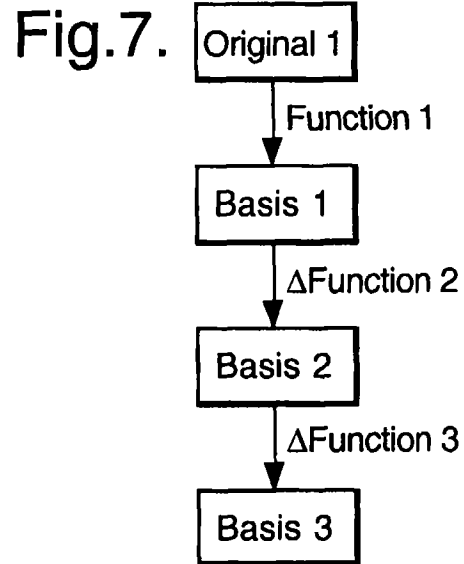 Fig.7.
Original 1
Function 1
Basis 1
ΔFunction 2
Basis 2
ΔFunction 3
Basis 3